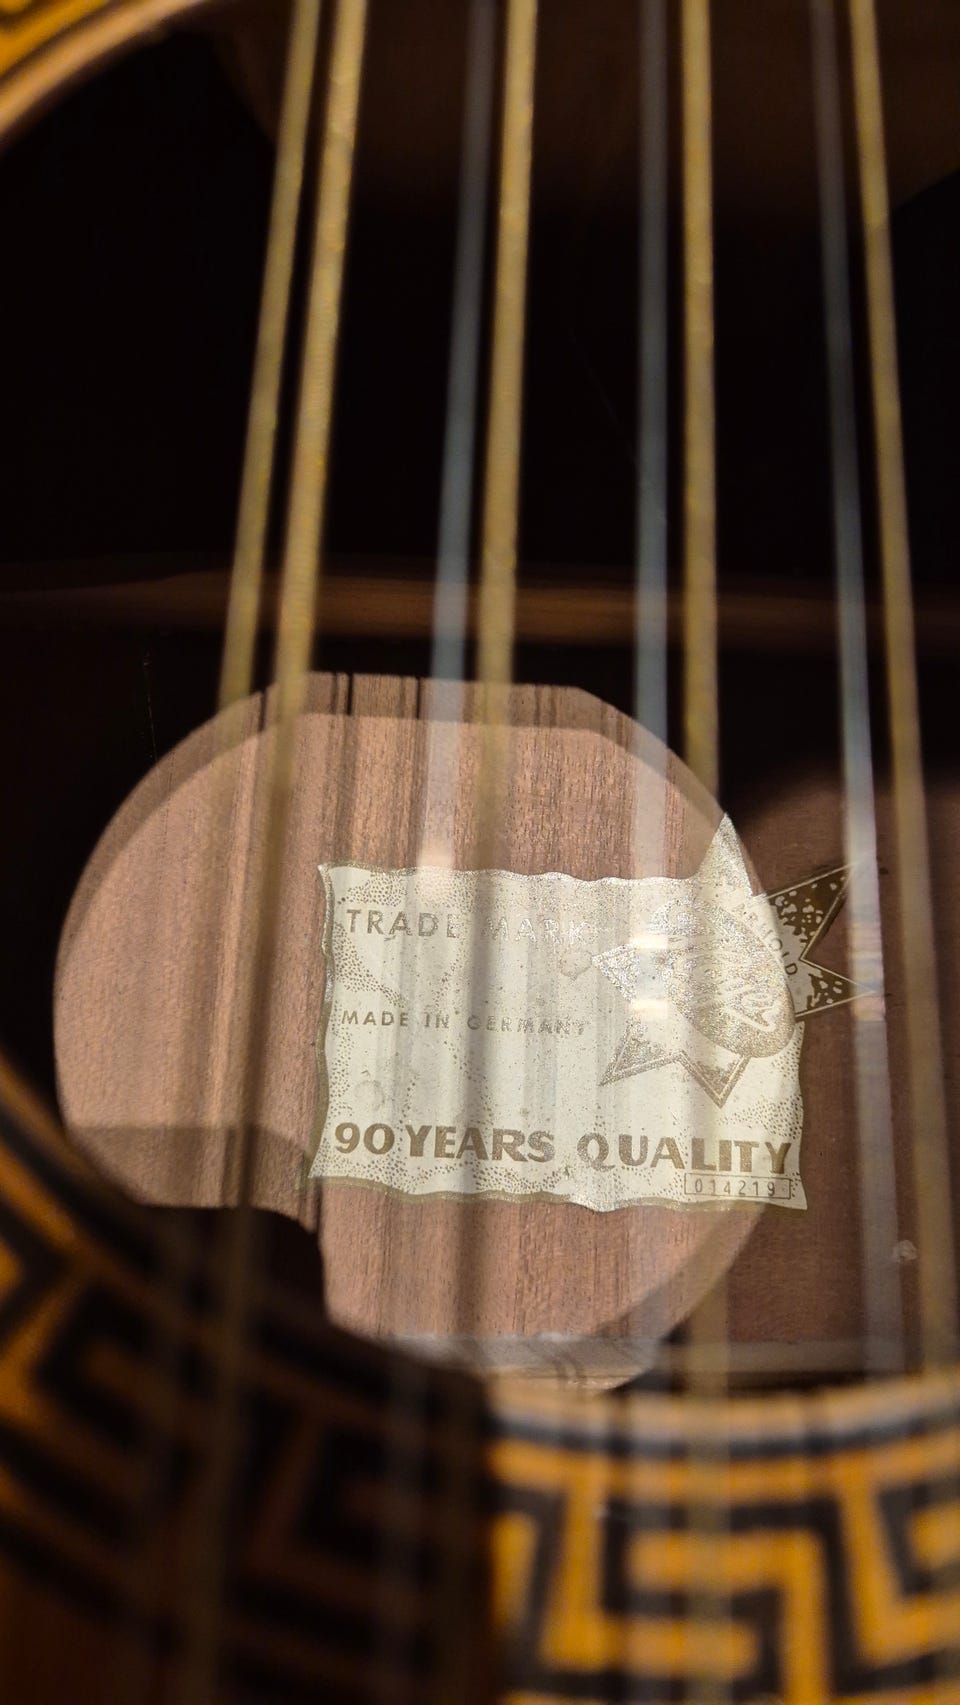 TRADE MARK
MADE IN GERMANY
90 YEARS QUALITY
014219